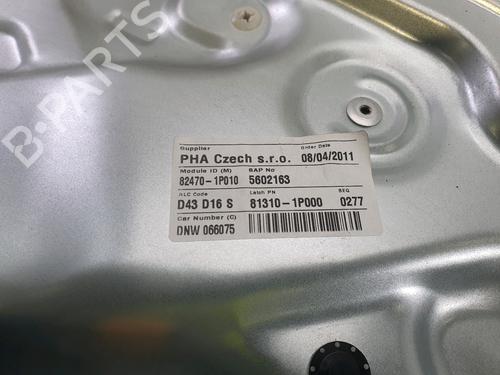 B-PARTS
Supplier Order Date
PHA Czech s.r.o. 08/04/2011
Module ID (M) SAP No
82470-1P010 5602163
ALC Code Latch PN SEQ
D43 D16 S 81310-1P000 0277
Car Number (C)
DNW 066075